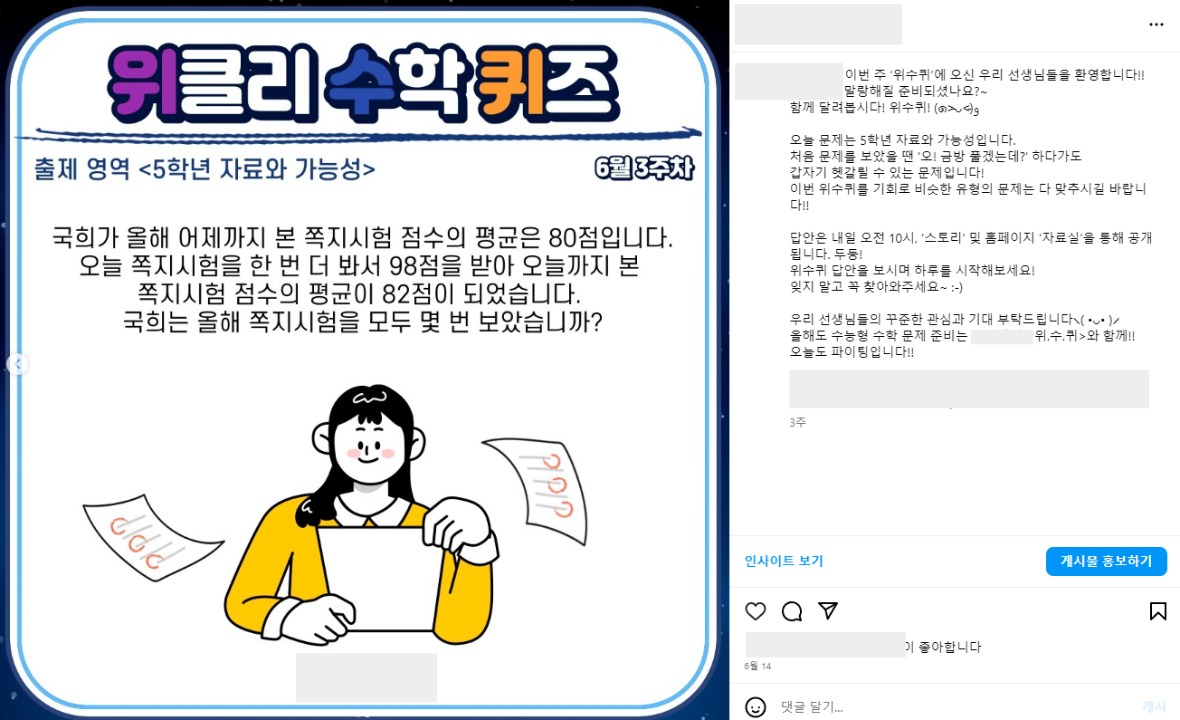 위클리 수학 퀴즈
출제 영역 <5학년 자료와 가능성>
6월 3주차
국희가 올해 어제까지 본 쪽지시험 점수의 평균은 80점입니다.
오늘 쪽지시험을 한 번 더 봐서 98점을 받아 오늘까지 본
쪽지시험 점수의 평균이 82점이 되었습니다.
국희는 올해 쪽지시험을 모두 몇 번 보았습니까?
이번 주 '위수퀴'에 오신 우리 선생님들을 환영합니다!!
말랑해질 준비되셨나요?~
함께 달려봅시다! 위수퀴! (๑˃̵ᴗ˂̵)و
오늘 문제는 5학년 자료와 가능성입니다.
처음 문제를 보았을 땐 '오! 금방 풀겠는데?' 하다가도
갑자기 헷갈릴 수 있는 문제입니다!
이번 위수퀴를 기회로 비슷한 유형의 문제는 다 맞추시길 바랍니
다!!
답안은 내일 오전 10시, '스토리' 및 홈페이지 '자료실'을 통해 공개
됩니다. 두둥!
위수퀴 답안을 보시며 하루를 시작해보세요!
잊지 말고 꼭 찾아와주세요~ :-)
우리 선생님들의 꾸준한 관심과 기대 부탁드립니다ヽ( •ᴗ• )ノ
올해도 수능형 수학 문제 준비는 위.수.퀴>와 함께!!
오늘도 파이팅입니다!!
3주
인사이트 보기
게시물 홍보하기
이 좋아합니다
6월 14
댓글 달기...
게시